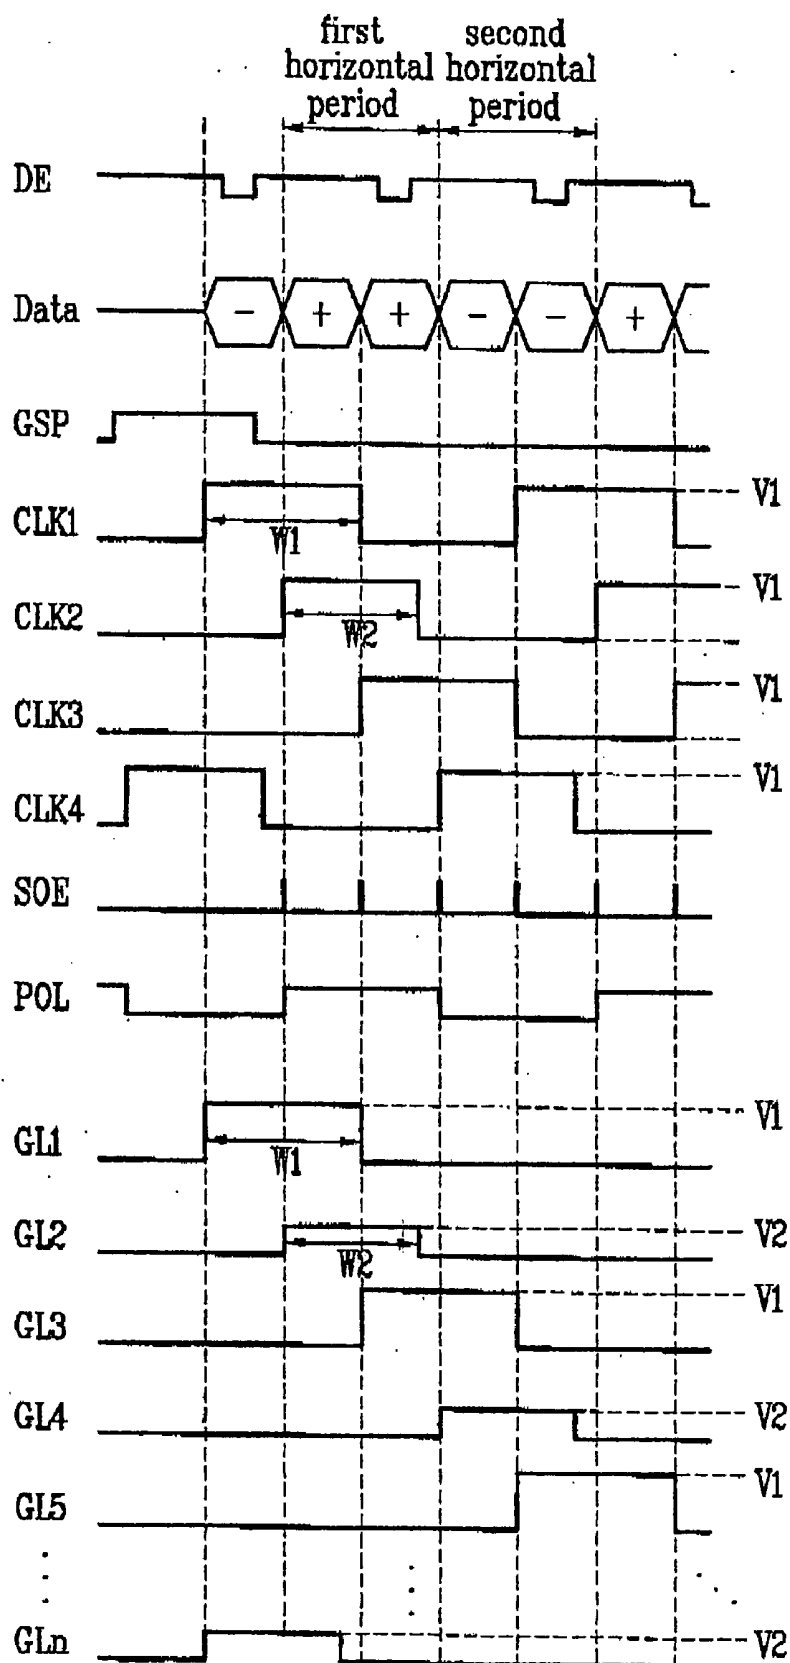 first second
horizontal horizontal
period period
DE
Data - + + - - +
GSP
CLK1 W1 V1
CLK2 W2 V1
CLK3 V1
CLK4 V1
SOE
POL
GL1 W1 V1
GL2 W2 V2
GL3 V1
GL4 V2
GL5 V1
GLn V2